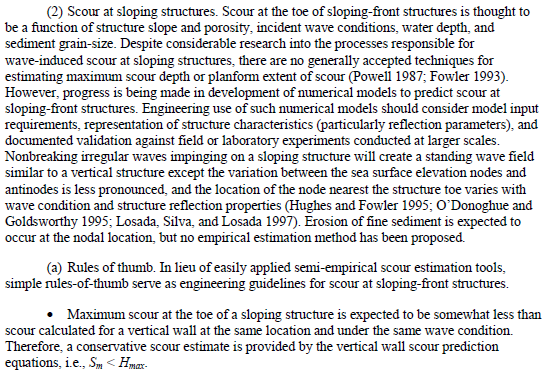 (2) Scour at sloping structures. Scour at the toe of sloping-front structures is thought to
be a function of structure slope and porosity, incident wave conditions, water depth, and
sediment grain-size. Despite considerable research into the processes responsible for
wave-induced scour at sloping structures, there are no generally accepted techniques for
estimating maximum scour depth or planform extent of scour (Powell 1987; Fowler 1993).
However, progress is being made in development of numerical models to predict scour at
sloping-front structures. Engineering use of such numerical models should consider model input
requirements, representation of structure characteristics (particularly reflection parameters), and
documented validation against field or laboratory experiments conducted at larger scales.
Nonbreaking irregular waves impinging on a sloping structure will create a standing wave field
similar to a vertical structure except the variation between the sea surface elevation nodes and
antinodes is less pronounced, and the location of the node nearest the structure toe varies with
wave condition and structure reflection properties (Hughes and Fowler 1995; O’Donoghue and
Goldsworthy 1995; Losada, Silva, and Losada 1997). Erosion of fine sediment is expected to
occur at the nodal location, but no empirical estimation method has been proposed.
(a) Rules of thumb. In lieu of easily applied semi-empirical scour estimation tools,
simple rules-of-thumb serve as engineering guidelines for scour at sloping-front structures.
• Maximum scour at the toe of a sloping structure is expected to be somewhat less than
scour calculated for a vertical wall at the same location and under the same wave condition.
Therefore, a conservative scour estimate is provided by the vertical wall scour prediction
equations, i.e., Sm < Hmax.